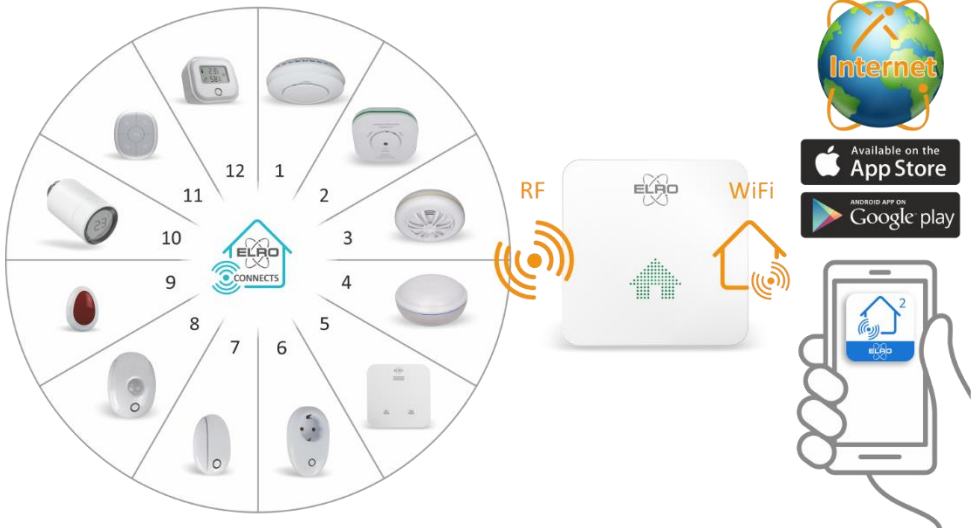 12
1
11
2
10
3
9
4
8
5
7
6
ELRO
CONNECTS
RF
ELRO
WiFi
Internet
Available on the
App Store
ANDROID APP ON
Google play
2
ELRO